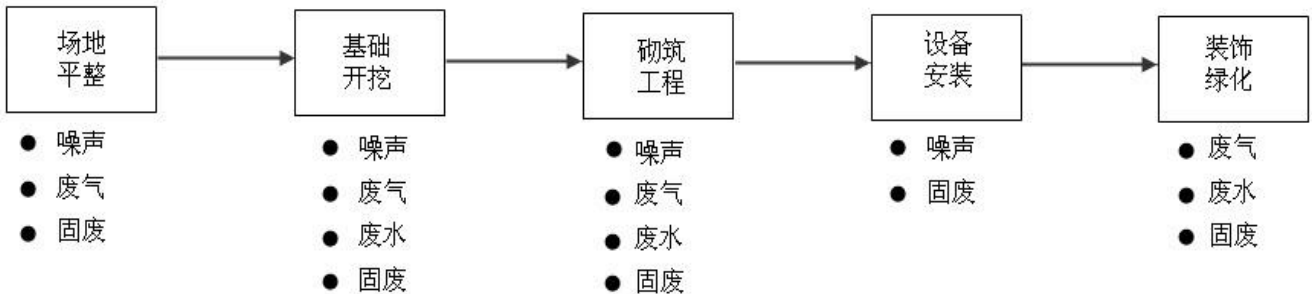 场地
平整
基础
开挖
砌筑
工程
设备
安装
装饰
绿化
● 噪声
● 废气
● 固废
● 噪声
● 废气
● 废水
● 固废
● 噪声
● 废气
● 废水
● 固废
● 噪声
● 固废
● 废气
● 废水
● 固废